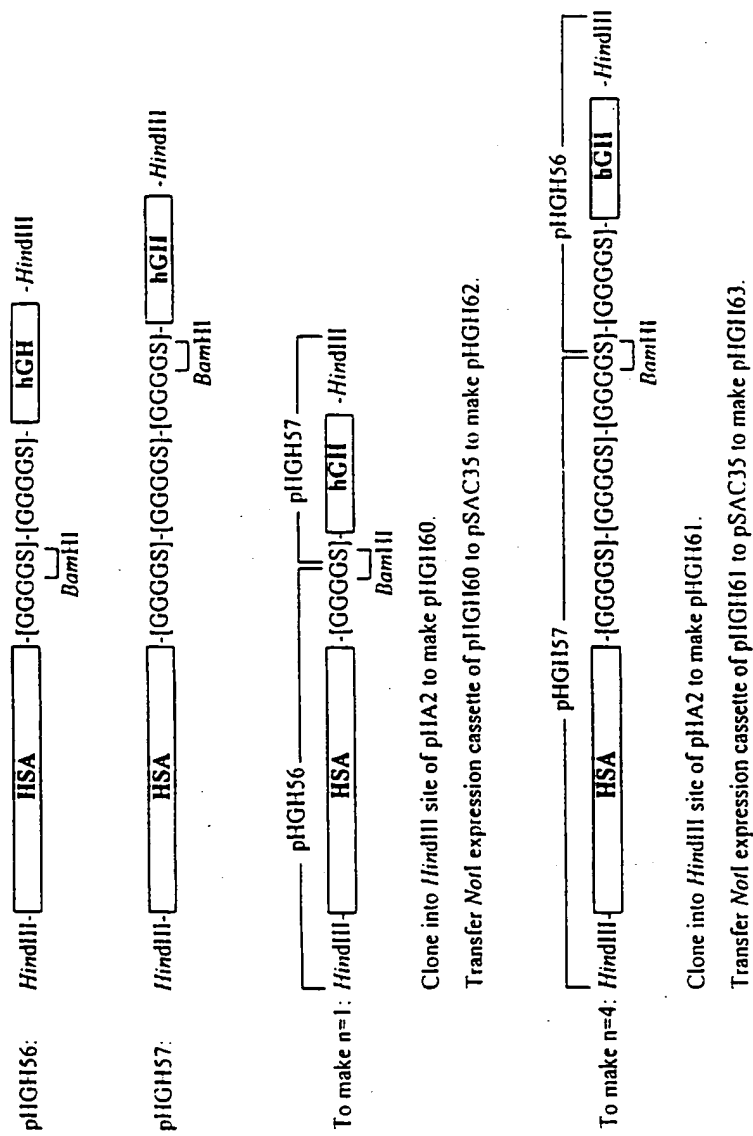 pHGH56: HindIII- HSA -[GGGGS]-[GGGGS]- hGH -HindIII
BamHI
pHGH57: HindIII- HSA -[GGGGS]-[GGGGS]-[GGGGS]- hGH -HindIII
BamHI
pHGH56 pHGH57
To make n=1: HindIII- HSA -[GGGGS]- hGH -HindIII
BamHI
Clone into HindIII site of pHA2 to make pHGH60.
Transfer NotI expression cassette of pHGH60 to pSAC35 to make pHGH62.
pHGH57 pHGH56
To make n=4: HindIII- HSA -[GGGGS]-[GGGGS]-[GGGGS]-[GGGGS]- hGH -HindIII
BamHI
Clone into HindIII site of pHA2 to make pHGH61.
Transfer NotI expression cassette of pHGH61 to pSAC35 to make pHGH63.